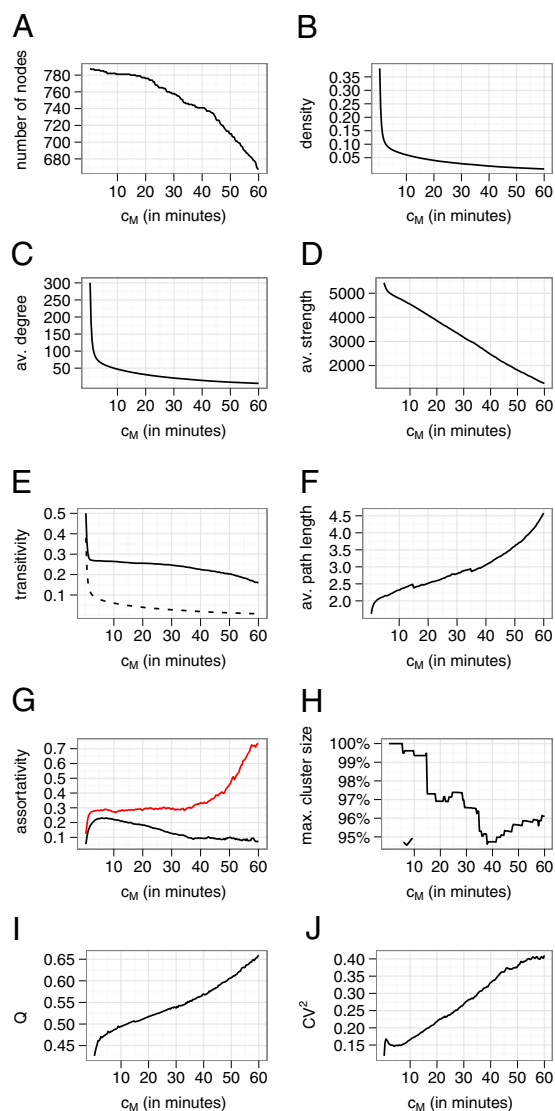 A
number of nodes
780
760
740
720
700
680
10 20 30 40 50 60
c_M (in minutes)
B
density
0.35
0.30
0.25
0.20
0.15
0.10
0.05
10 20 30 40 50 60
c_M (in minutes)
C
av. degree
300
250
200
150
100
50
10 20 30 40 50 60
c_M (in minutes)
D
av. strength
5000
4000
3000
2000
10 20 30 40 50 60
c_M (in minutes)
E
transitivity
0.5
0.4
0.3
0.2
0.1
10 20 30 40 50 60
c_M (in minutes)
F
av. path length
4.5
4.0
3.5
3.0
2.5
2.0
10 20 30 40 50 60
c_M (in minutes)
G
assortativity
0.7
0.6
0.5
0.4
0.3
0.2
0.1
10 20 30 40 50 60
c_M (in minutes)
H
max. cluster size
100%
99%
98%
97%
96%
95%
10 20 30 40 50 60
c_M (in minutes)
I
Q
0.65
0.60
0.55
0.50
0.45
10 20 30 40 50 60
c_M (in minutes)
J
CV²
0.40
0.35
0.30
0.25
0.20
0.15
10 20 30 40 50 60
c_M (in minutes)